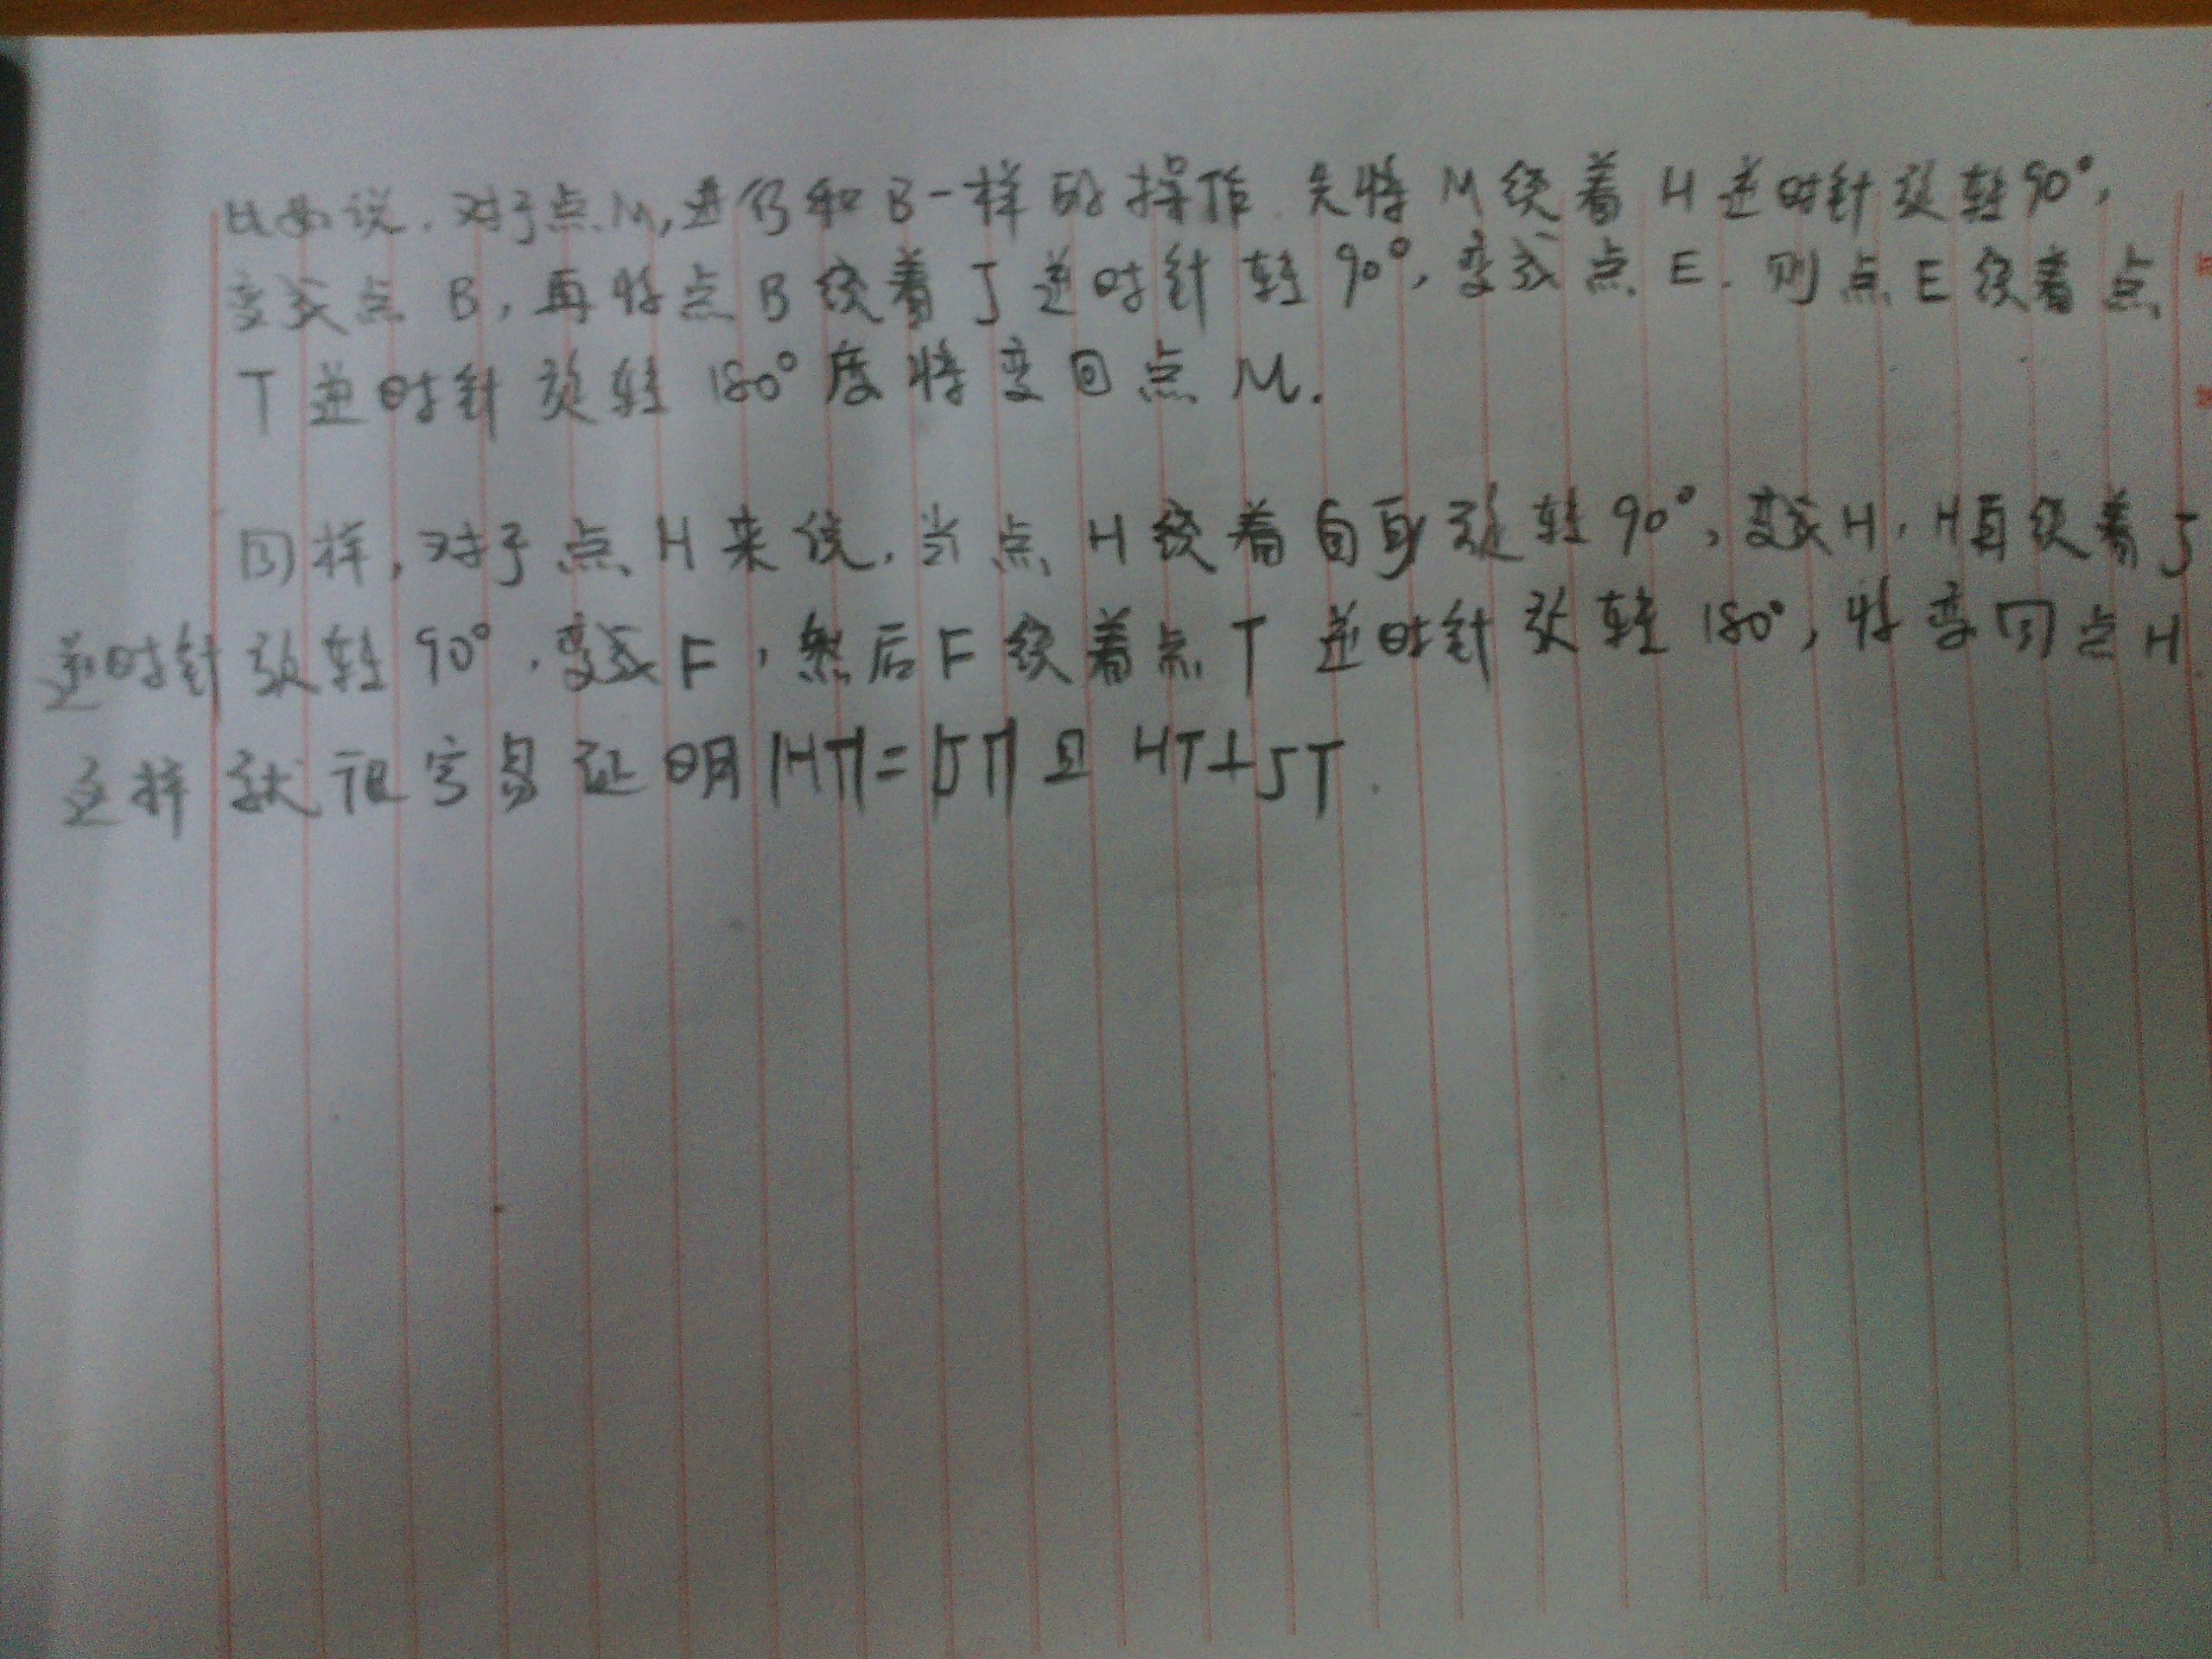 比如说,对于点M,进行和B一样的操作.先将M绕着H逆时针旋转90°,
变成点B,再将点B绕着J逆时针转90°,变成点E.则点E绕着点
T逆时针旋转180°度将变回点M.
同样,对于点H来说,当点H绕着自身旋转90°,变成H,H再绕着J
逆时针旋转90°,变成F,然后F绕着点T逆时针旋转180°,将变回点H
这样就很容易证明|HT|=|JT|且HT⊥JT.